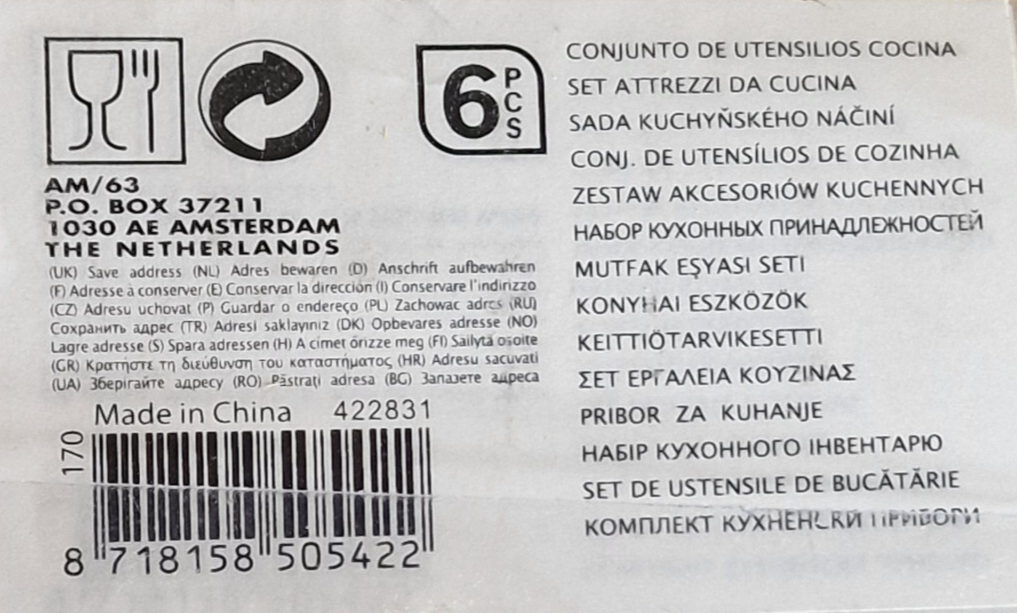 6 PCS
AM/63
P.O. BOX 37211
1030 AE AMSTERDAM
THE NETHERLANDS
(UK) Save address (NL) Adres bewaren (D) Anschrift aufbewahren
(F) Adresse à conserver (E) Conservar la dirección (I) Conservare l'indirizzo
(CZ) Adresu uchovat (P) Guardar o endereço (PL) Zachowac adres (RU)
Сохранить адрес (TR) Adresi saklayiniz (DK) Opbevares adresse (NO)
Lagre adresse (S) Spara adressen (H) A cimet őrizze meg (FI) Säilytä osoite
(GR) Κρατήστε τη διεύθυνση του καταστήματος (HR) Adresu sacuvati
(UA) Зберігайте адресу (RO) Păstrați adresa (BG) Запазете адреса
Made in China 422831
170
8 718158 505422
CONJUNTO DE UTENSILIOS COCINA
SET ATTREZZI DA CUCINA
SADA KUCHYŇSKÉHO NÁČINÍ
CONJ. DE UTENSÍLIOS DE COZINHA
ZESTAW AKCESORIÓW KUCHENNYCH
НАБОР КУХОННЫХ ПРИНАДЛЕЖНОСТЕЙ
MUTFAK EŞYASI SETI
KONYHAI ESZKÖZÖK
KEITTIÖTARVIKESETTI
ΣΕΤ ΕΡΓΑΛΕΙΑ ΚΟΥΖΙΝΑΣ
PRIBOR ZA KUHANJE
НАБІР КУХОННОГО ІНВЕНТАРЮ
SET DE USTENSILE DE BUCĂTĂRIE
КОМПЛЕКТ КУХНЕНСКИ ПРИБОРИ